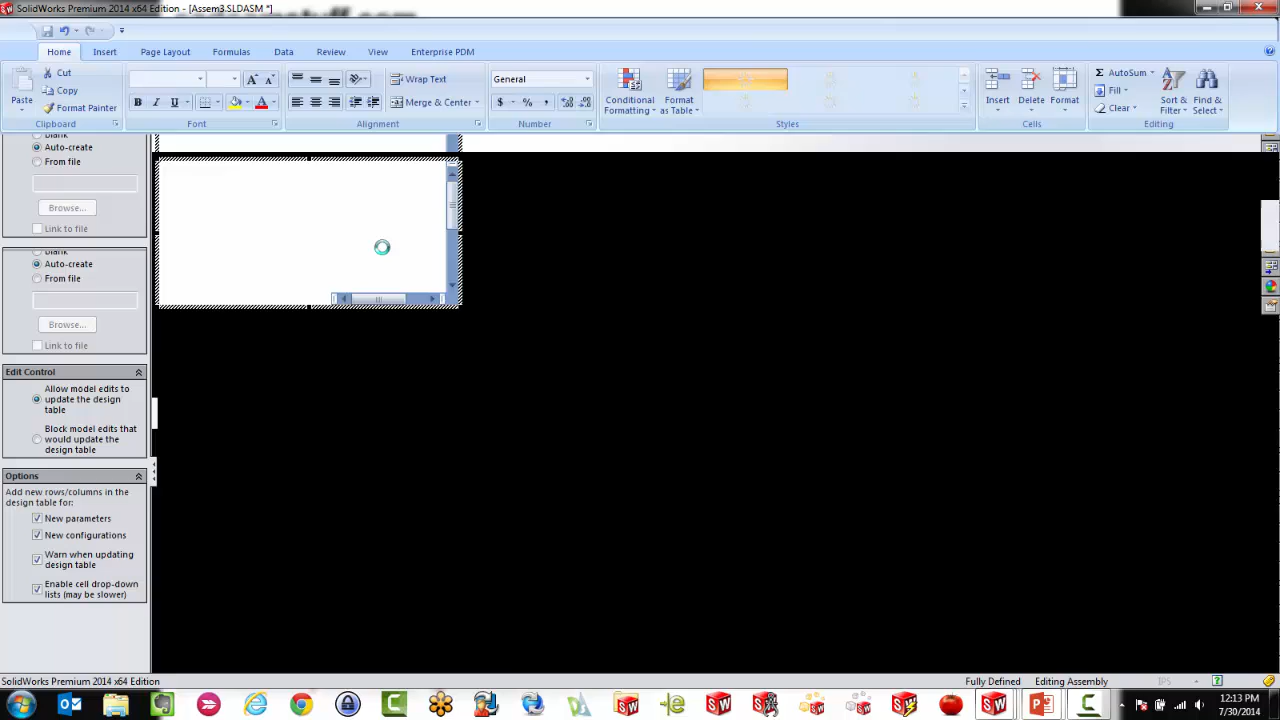 SolidWorks Premium 2014 x64 Edition - [Assem3.SLDASM *]
Home Insert Page Layout Formulas Data Review View Enterprise PDM
Paste
Cut
Copy
Format Painter
Clipboard
Font
Wrap Text
Merge & Center
Alignment
General
$ % ,
Number
Conditional Formatting
Format as Table
Styles
Insert Delete Format
Cells
AutoSum
Fill
Clear
Sort & Filter
Find & Select
Editing
Auto-create
From file
Browse...
Link to file
Auto-create
From file
Browse...
Link to file
Edit Control
Allow model edits to
update the design
table
Block model edits that
would update the
design table
Options
Add new rows/columns in the
design table for:
New parameters
New configurations
Warn when updating
design table
Enable cell drop-down
lists (may be slower)
SolidWorks Premium 2014 x64 Edition Fully Defined Editing Assembly IPS
12:13 PM
7/30/2014